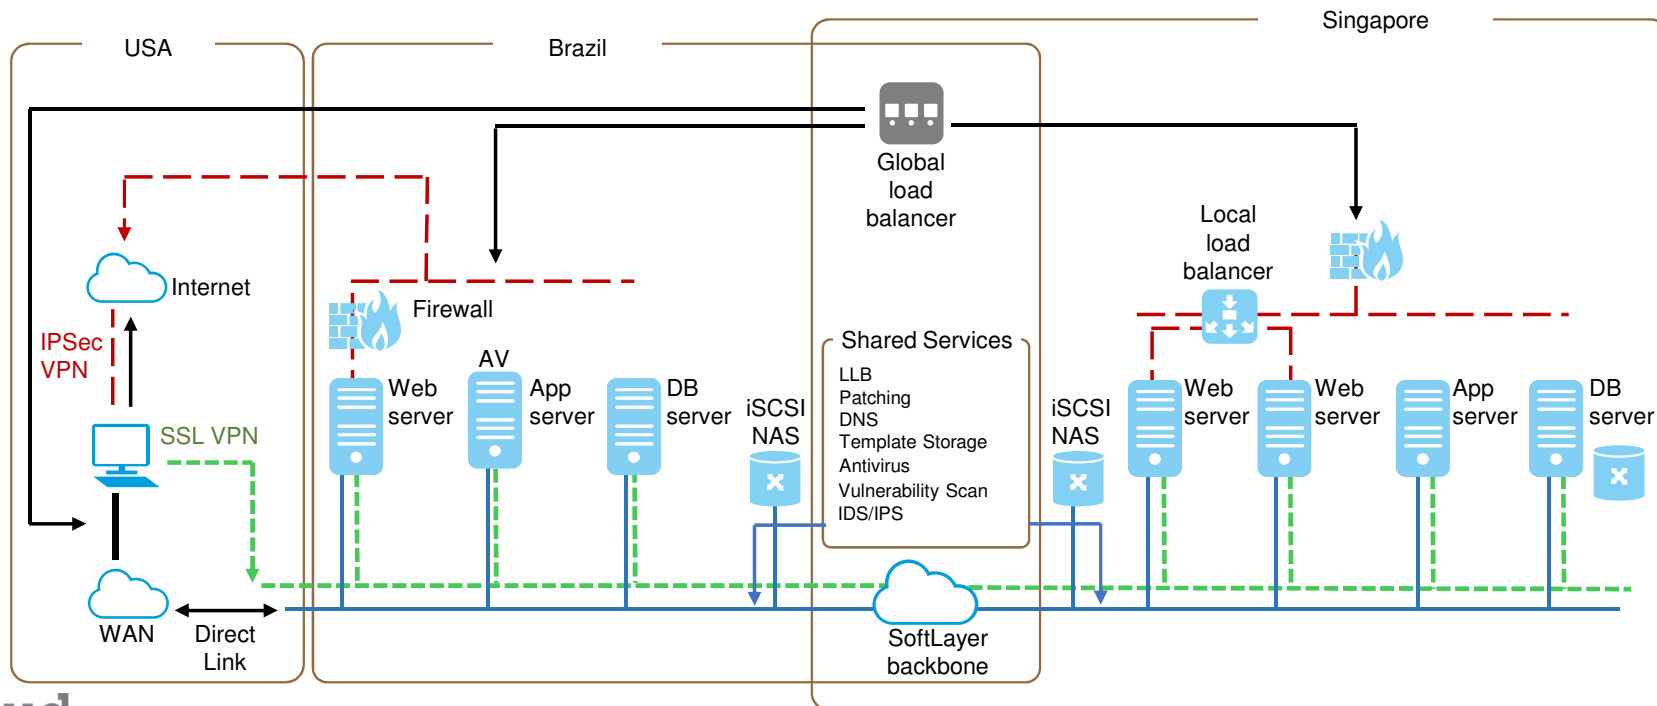 USA
Brazil
Singapore
Global
load
balancer
Local
load
balancer
Internet
Firewall
IPSec
VPN
Shared Services
LLB
Patching
DNS
Template Storage
Antivirus
Vulnerability Scan
IDS/IPS
AV
Web
server
App
server
DB
server
iSCSI
NAS
iSCSI
NAS
Web
server
Web
server
App
server
DB
server
SSL VPN
WAN
Direct
Link
SoftLayer
backbone